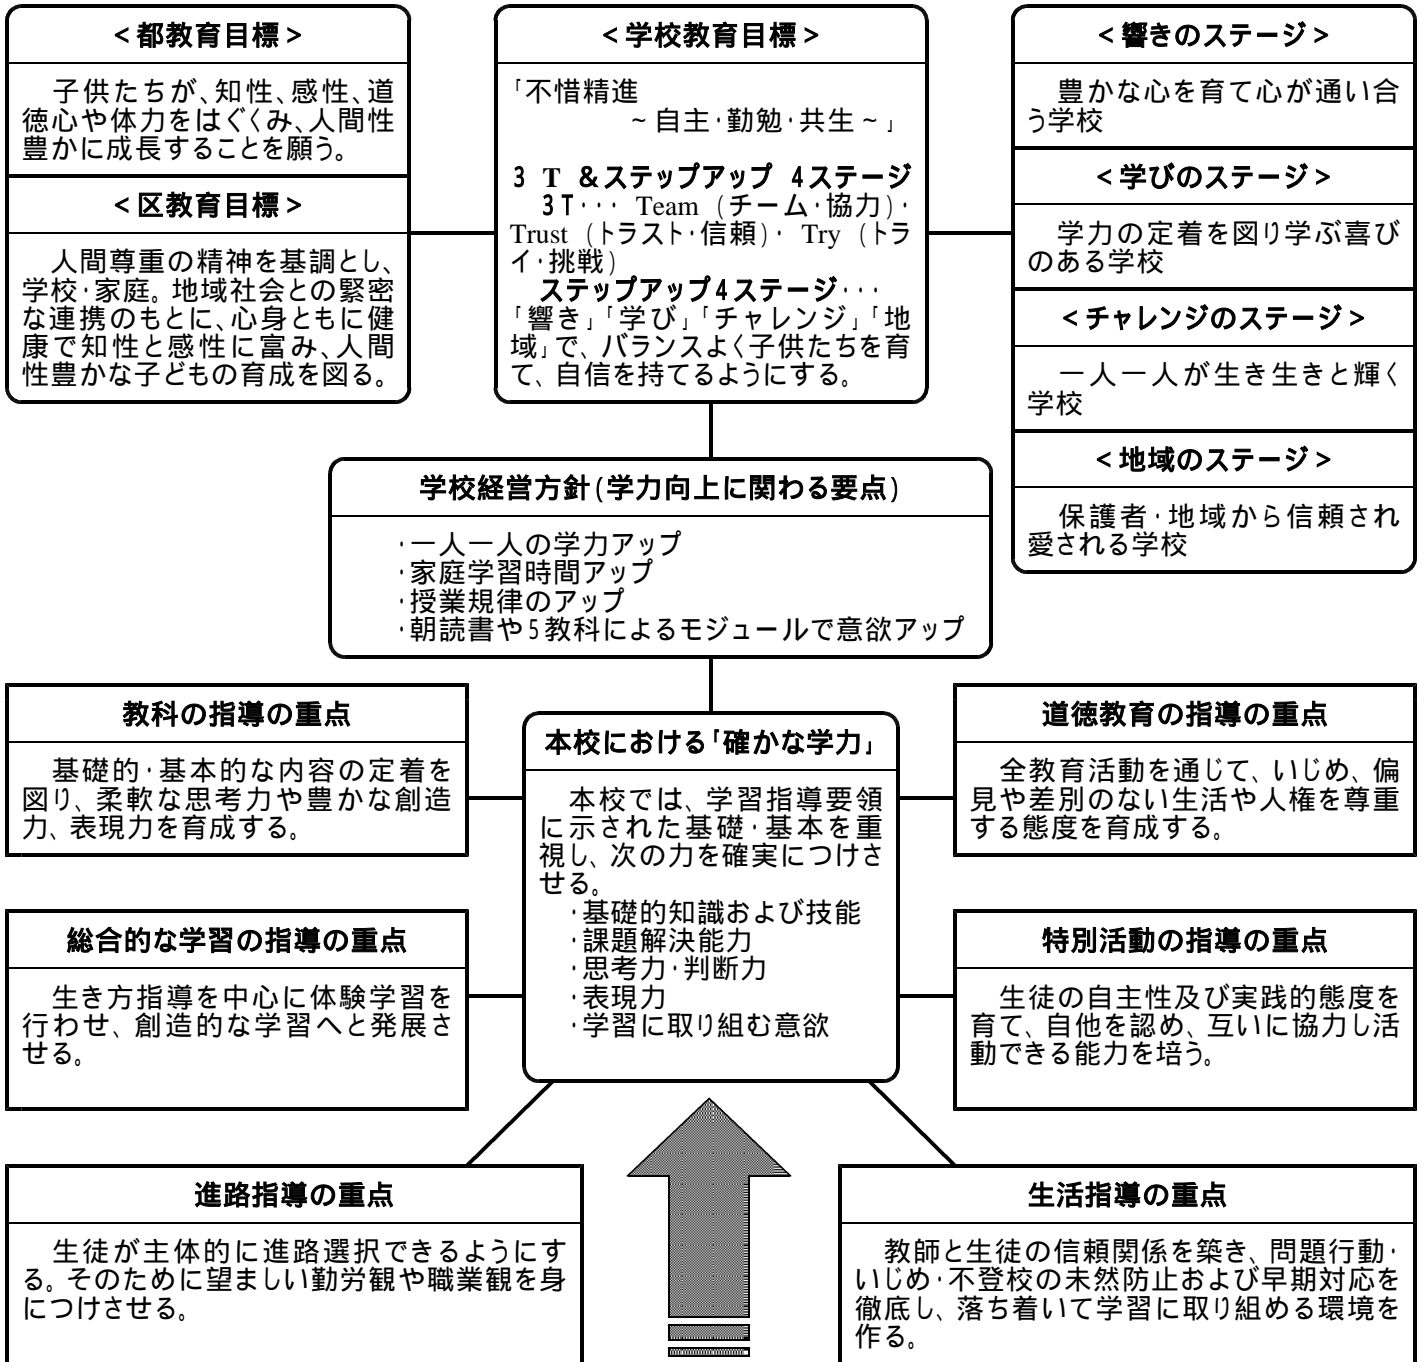 <都教育目標>
子供たちが、知性、感性、道
徳心や体力をはぐくみ、人間性
豊かに成長することを願う。
<区教育目標>
人間尊重の精神を基調とし、
学校・家庭。地域社会との緊密
な連携のもとに、心身ともに健
康で知性と感性に富み、人間
性豊かな子どもの育成を図る。
<学校教育目標>
「不惜精進
~自主・勤勉・共生~」
3 T &ステップアップ 4ステージ
3T・・・ Team (チーム・協力)・
Trust (トラスト・信頼)・ Try (トラ
イ・挑戦)
ステップアップ4ステージ・・・
「響き」「学び」「チャレンジ」「地
域」で、バランスよく子供たちを育
て、自信を持てるようにする。
<響きのステージ>
豊かな心を育て心が通い合
う学校
<学びのステージ>
学力の定着を図り学ぶ喜び
のある学校
<チャレンジのステージ>
一人一人が生き生きと輝く
学校
<地域のステージ>
保護者・地域から信頼され
愛される学校
学校経営方針(学力向上に関わる要点)
・一人一人の学力アップ
・家庭学習時間アップ
・授業規律のアップ
・朝読書や5教科によるモジュールで意欲アップ
教科の指導の重点
基礎的・基本的な内容の定着を
図り、柔軟な思考力や豊かな創造
力、表現力を育成する。
総合的な学習の指導の重点
生き方指導を中心に体験学習を
行わせ、創造的な学習へと発展さ
せる。
本校における「確かな学力」
本校では、学習指導要領
に示された基礎・基本を重
視し、次の力を確実につけさ
せる。
・基礎的知識および技能
・課題解決能力
・思考力・判断力
・表現力
・学習に取り組む意欲
道徳教育の指導の重点
全教育活動を通じて、いじめ、偏
見や差別のない生活や人権を尊重
する態度を育成する。
特別活動の指導の重点
生徒の自主性及び実践的態度を
育て、自他を認め、互いに協力し活
動できる能力を培う。
進路指導の重点
生徒が主体的に進路選択できるようにす
る。そのために望ましい勤労観や職業観を身
につけさせる。
生活指導の重点
教師と生徒の信頼関係を築き、問題行動・
いじめ・不登校の未然防止および早期対応を
徹底し、落ち着いて学習に取り組める環境を
作る。